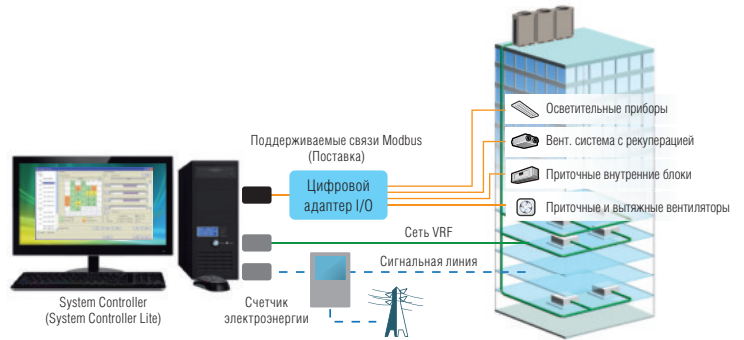 Осветительные приборы
Вент. система с рекуперацией
Приточные внутренние блоки
Приточные и вытяжные вентиляторы
Поддерживаемые связи Modbus
(Поставка)
Цифровой
адаптер I/O
Сеть VRF
Сигнальная линия
Счетчик
электроэнергии
System Controller
(System Controller Lite)